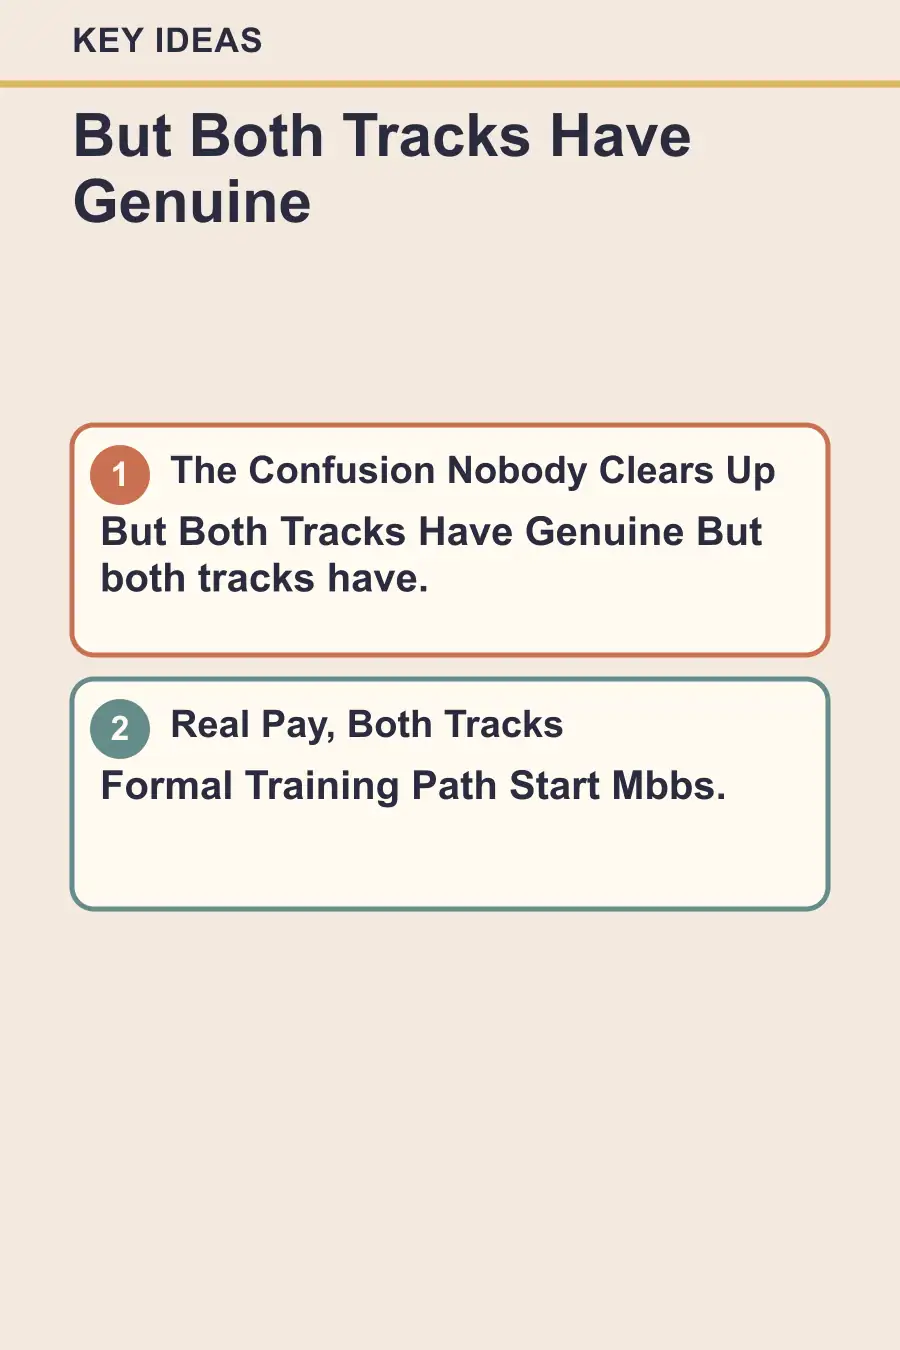 KEY IDEAS
But Both Tracks Have
Genuine
1
The Confusion Nobody Clears Up
But Both Tracks Have Genuine But
both tracks have.
2
Real Pay, Both Tracks
Formal Training Path Start Mbbs.